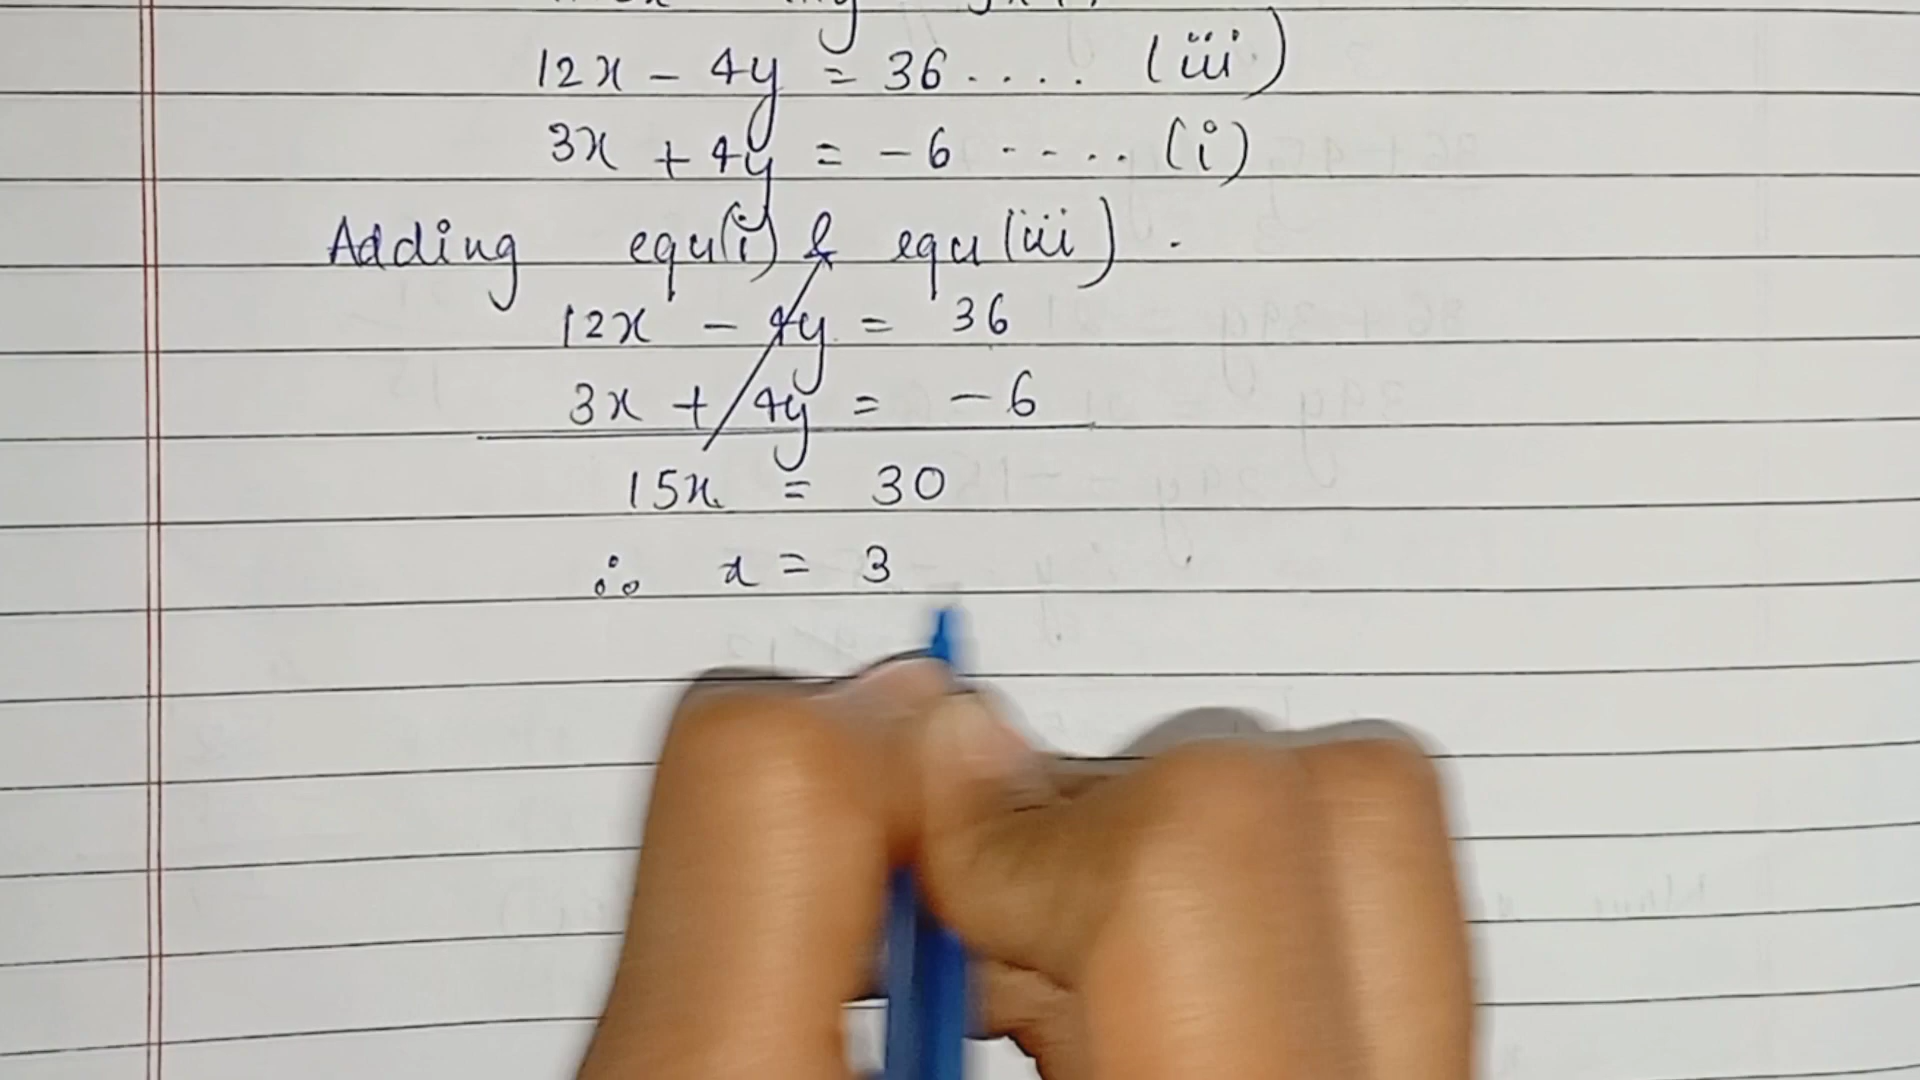 12x - 4y = 36 .... (iii)
3x + 4y = -6 ..... (i)
Adding equ(i) & equ(iii).
12x - 4y = 36
3x + 4y = -6
15x = 30
∴ x = 3